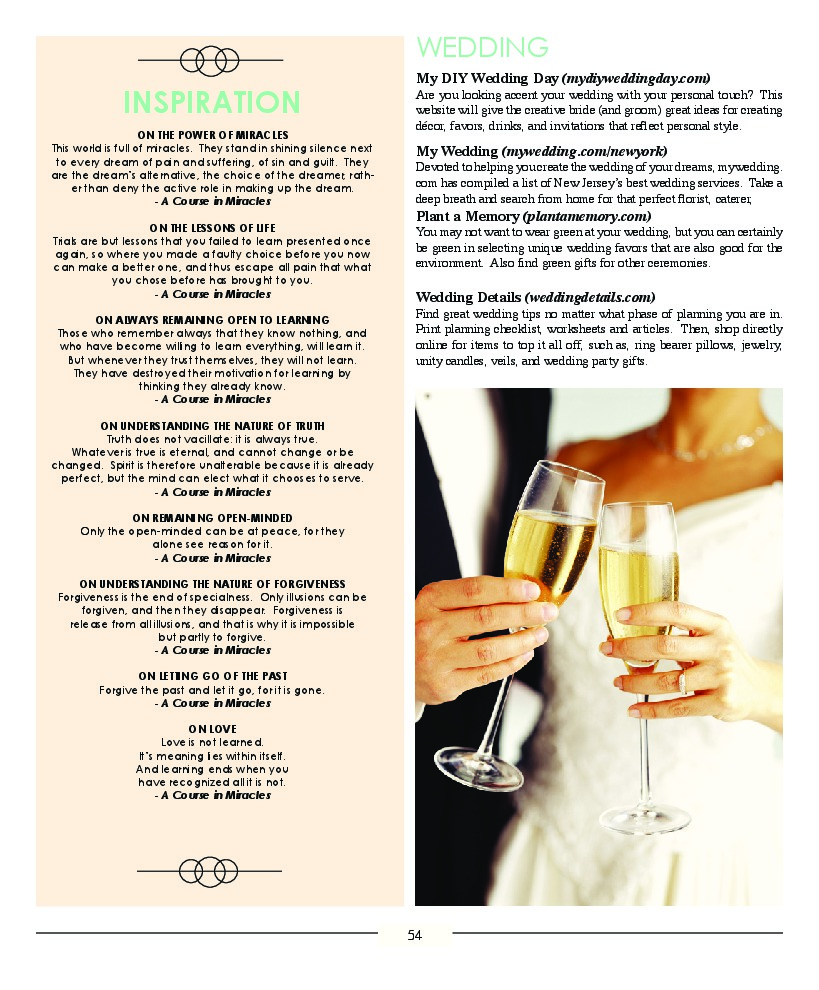 INSPIRATION
ON THE POWER OF MIRACLES
This world is full of miracles. They stand in shining silence next
to every dream of pain and suffering, of sin and guilt. They
are the dream's alternative, the choice of the dreamer, rath-
er than deny the active role in making up the dream.
- A Course in Miracles
ON THE LESSONS OF LIFE
Trials are but lessons that you failed to learn presented once
again, so where you made a faulty choice before you now
can make a better one, and thus escape all pain that what
you chose before has brought to you.
- A Course in Miracles
ON ALWAYS REMAINING OPEN TO LEARNING
Those who remember always that they know nothing, and
who have become willing to learn everything, will learn it.
But whenever they trust themselves, they will not learn.
They have destroyed their motivation for learning by
thinking they already know.
- A Course in Miracles
ON UNDERSTANDING THE NATURE OF TRUTH
Truth does not vacillate; it is always true.
Whatever is true is eternal, and cannot change or be
changed. Spirit is therefore unalterable because it is already
perfect, but the mind can elect what it chooses to serve.
- A Course in Miracles
ON REMAINING OPEN-MINDED
Only the open-minded can be at peace, for they
alone see reason for it.
- A Course in Miracles
ON UNDERSTANDING THE NATURE OF FORGIVENESS
Forgiveness is the end of specialness. Only illusions can be
forgiven, and then they disappear. Forgiveness is
release from all illusions, and that is why it is impossible
but partly to forgive.
- A Course in Miracles
ON LETTING GO OF THE PAST
Forgive the past and let it go, for it is gone.
- A Course in Miracles
ON LOVE
Love is not learned.
It's meaning lies within itself.
And learning ends when you
have recognized all it is not.
- A Course in Miracles
WEDDING
My DIY Wedding Day (mydiyweddingday.com)
Are you looking accent your wedding with your personal touch? This
website will give the creative bride (and groom) great ideas for creating
décor, favors, drinks, and invitations that reflect personal style.
My Wedding (mywedding.com/newyork)
Devoted to helping you create the wedding of your dreams, mywedding.
com has compiled a list of New Jersey's best wedding services. Take a
deep breath and search from home for that perfect florist, caterer,
Plant a Memory (plantamemory.com)
You may not want to wear green at your wedding, but you can certainly
be green in selecting unique wedding favors that are also good for the
environment. Also find green gifts for other ceremonies.
Wedding Details (weddingdetails.com)
Find great wedding tips no matter what phase of planning you are in.
Print planning checklist, worksheets and articles. Then, shop directly
online for items to top it all off, such as, ring bearer pillows, jewelry,
unity candles, veils, and wedding party gifts.
54